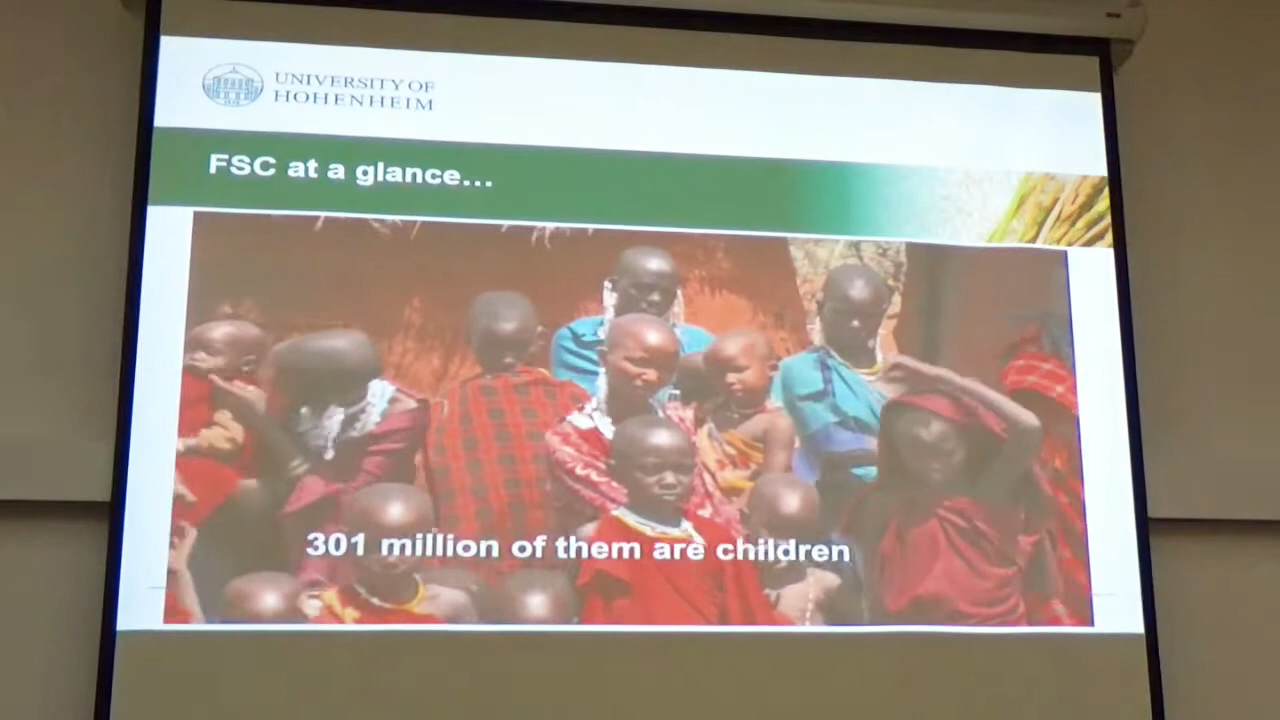 UNIVERSITY OF
HOHENHEIM
FSC at a glance...
301 million of them are children